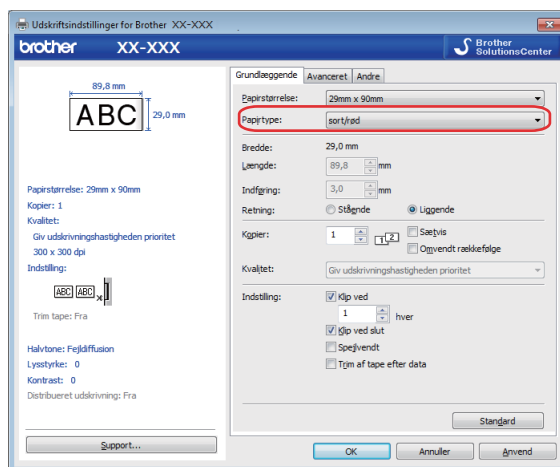 Udskriftsindstillinger for Brother XX-XXX
brother XX-XXX
Brother
SolutionsCenter
89,8 mm
ABC
29,0 mm
Papirstørrelse: 29mm x 90mm
Kopier: 1
Kvalitet:
Giv udskrivningshastigheden prioritet
300 x 300 dpi
Indstilling:
ABC ABC
Trim tape: Fra
Halvtone: Fejldiffusion
Lysstyrke: 0
Kontrast: 0
Distribueret udskrivning: Fra
Support...
Grundlæggende Avanceret Andre
Papirstørrelse: 29mm x 90mm
Papirtype: sort/rød
Bredde: 29,0 mm
Længde: 89,8 mm
Indføring: 3,0 mm
Retning: Stående Liggende
Kopier: 1 1 2 Sætvis
Omvendt rækkefølge
Kvalitet: Giv udskrivningshastigheden prioritet
Indstilling: Klip ved
1 hver
Klip ved slut
Spejlvendt
Trim af tape efter data
Standard
OK Annuller Anvend